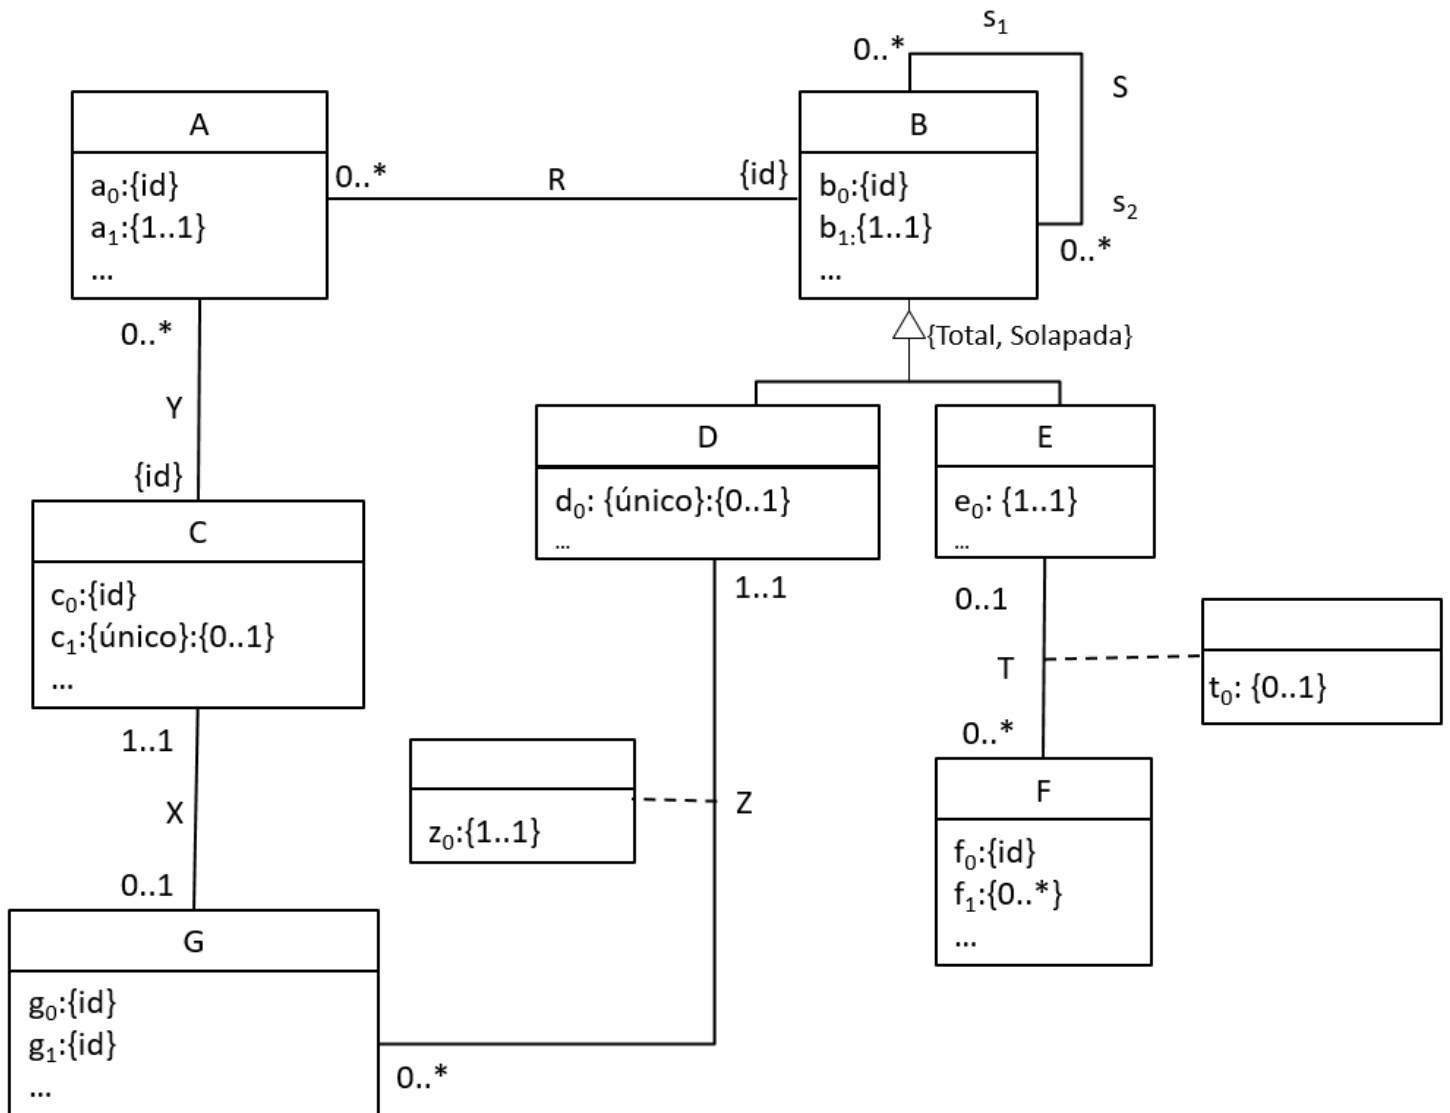 s₁
0..*
S
A
B
a₀:{id}
a₁:{1..1}
...
0..*
R
{id}
b₀:{id}
b₁:{1..1}
...
s₂
0..*
0..*
{Total, Solapada}
Y
{id}
D
E
d₀: {único}:{0..1}
...
e₀: {1..1}
...
C
c₀:{id}
c₁:{único}:{0..1}
...
1..1
0..1
T
t₀: {0..1}
0..*
1..1
X
0..1
z₀:{1..1}
Z
F
f₀:{id}
f₁:{0..*}
...
G
g₀:{id}
g₁:{id}
...
0..*